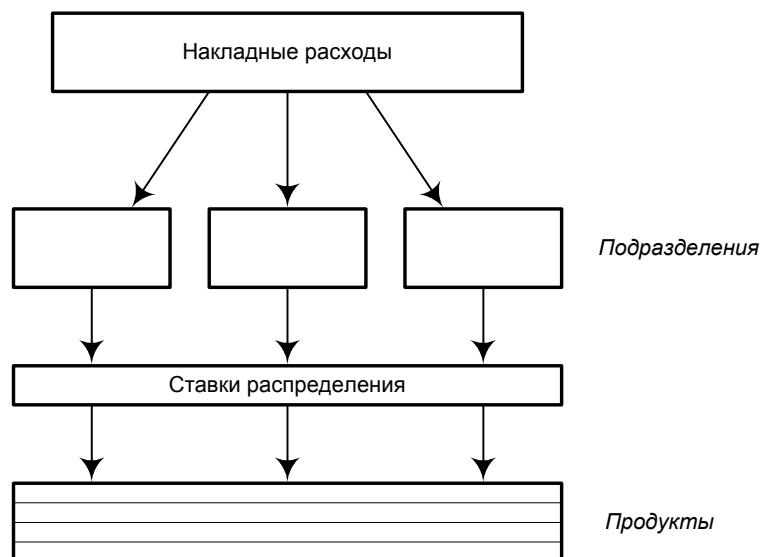 Накладные расходы
Подразделения
Ставки распределения
Продукты